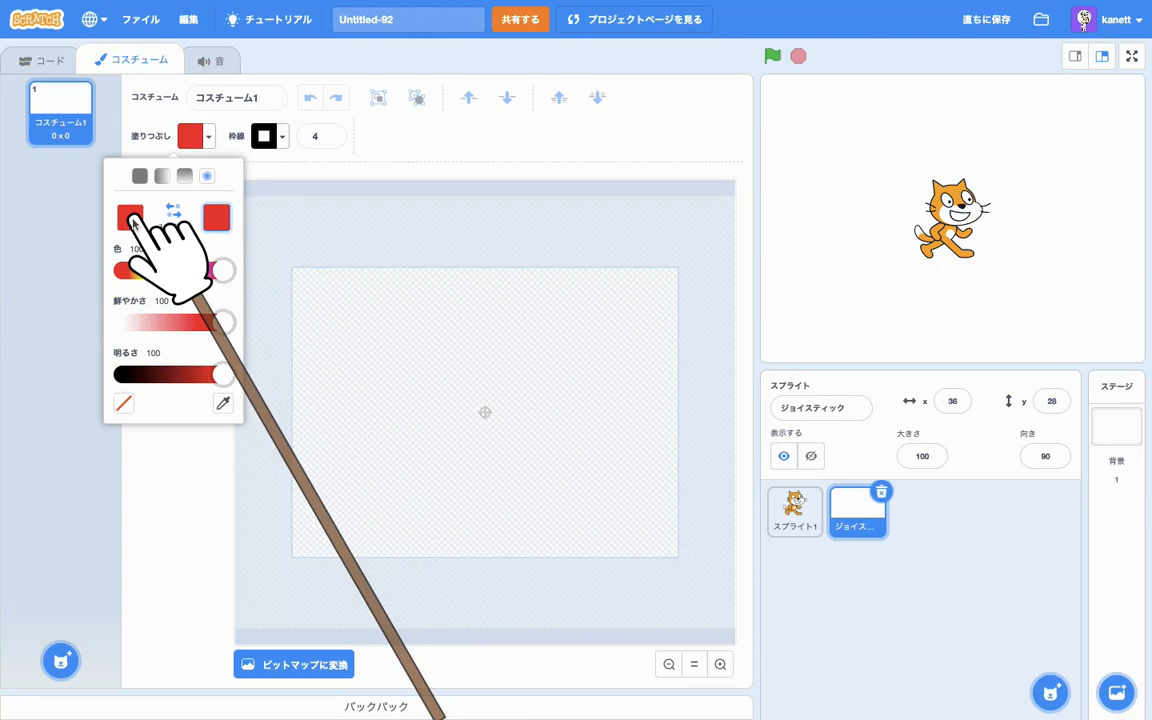 SCRATCH
ファイル
編集
チュートリアル
Untitled-92
共有する
プロジェクトページを見る
直ちに保存
kanett
コード
コスチューム
音
1
コスチューム1
0 x 0
コスチューム
コスチューム1
塗りつぶし
枠線
4
色 100
鮮やかさ 100
明るさ 100
ビットマップに変換
バックパック
スプライト
ジョイスティック
x
36
y
28
表示する
大きさ
100
向き
90
スプライト1
ジョイス...
ステージ
背景
1